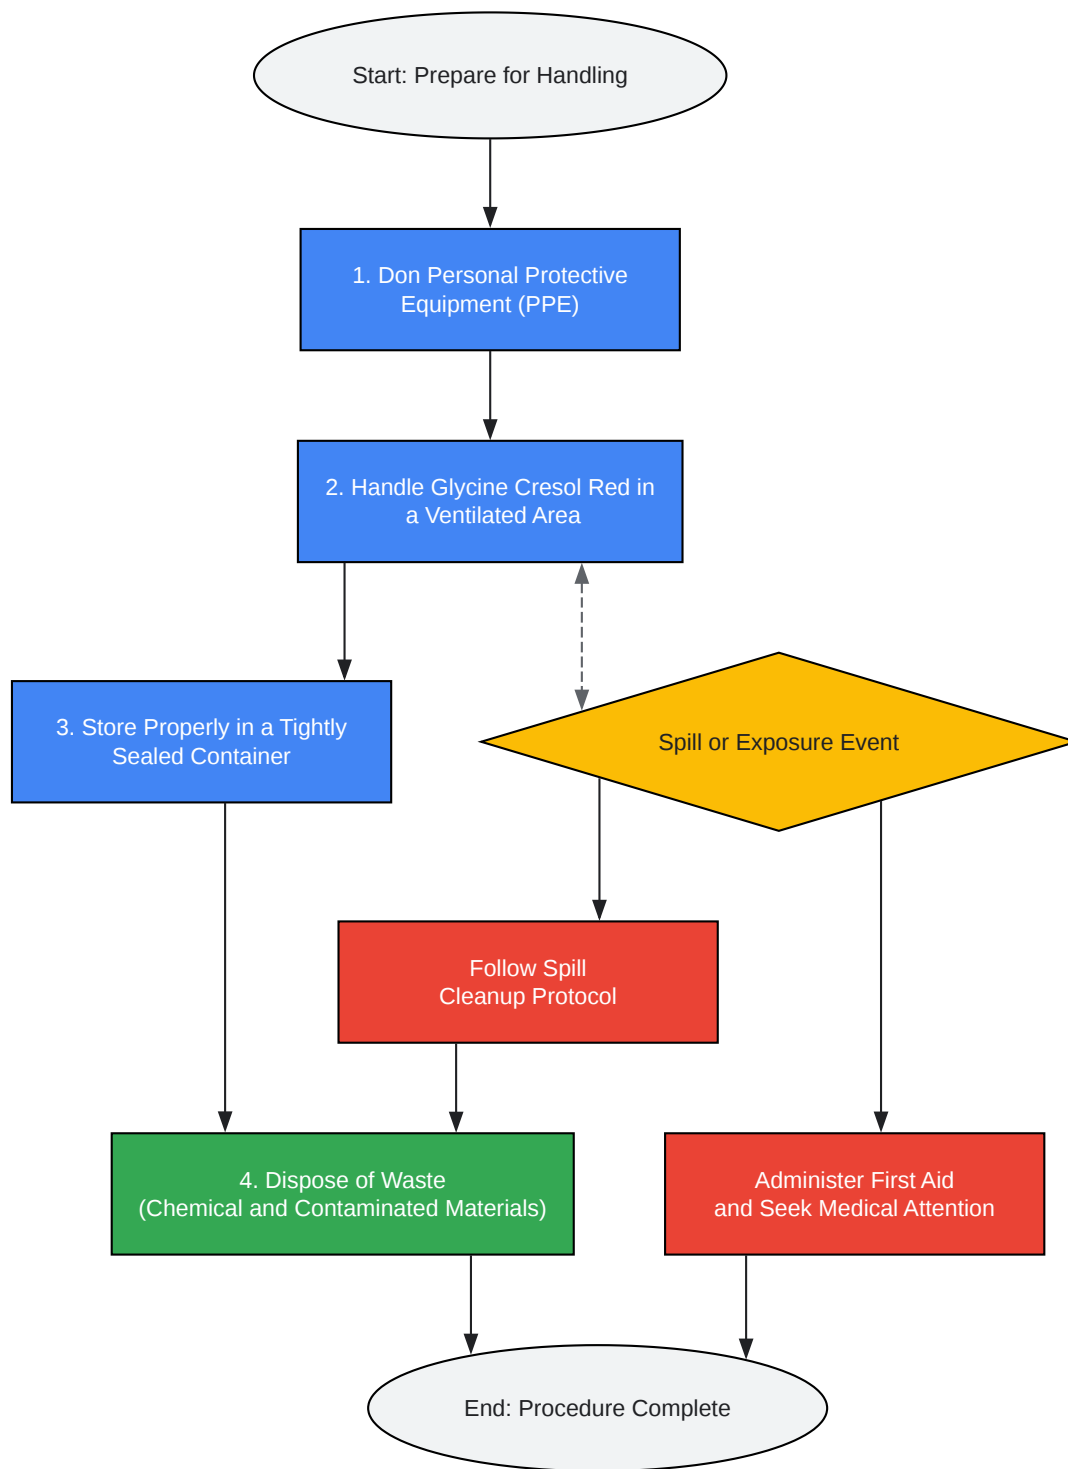 Start: Prepare for Handling
1. Don Personal Protective
Equipment (PPE)
2. Handle Glycine Cresol Red in
a Ventilated Area
3. Store Properly in a Tightly
Sealed Container
Spill or Exposure Event
Follow Spill
Cleanup Protocol
4. Dispose of Waste
(Chemical and Contaminated Materials)
Administer First Aid
and Seek Medical Attention
End: Procedure Complete